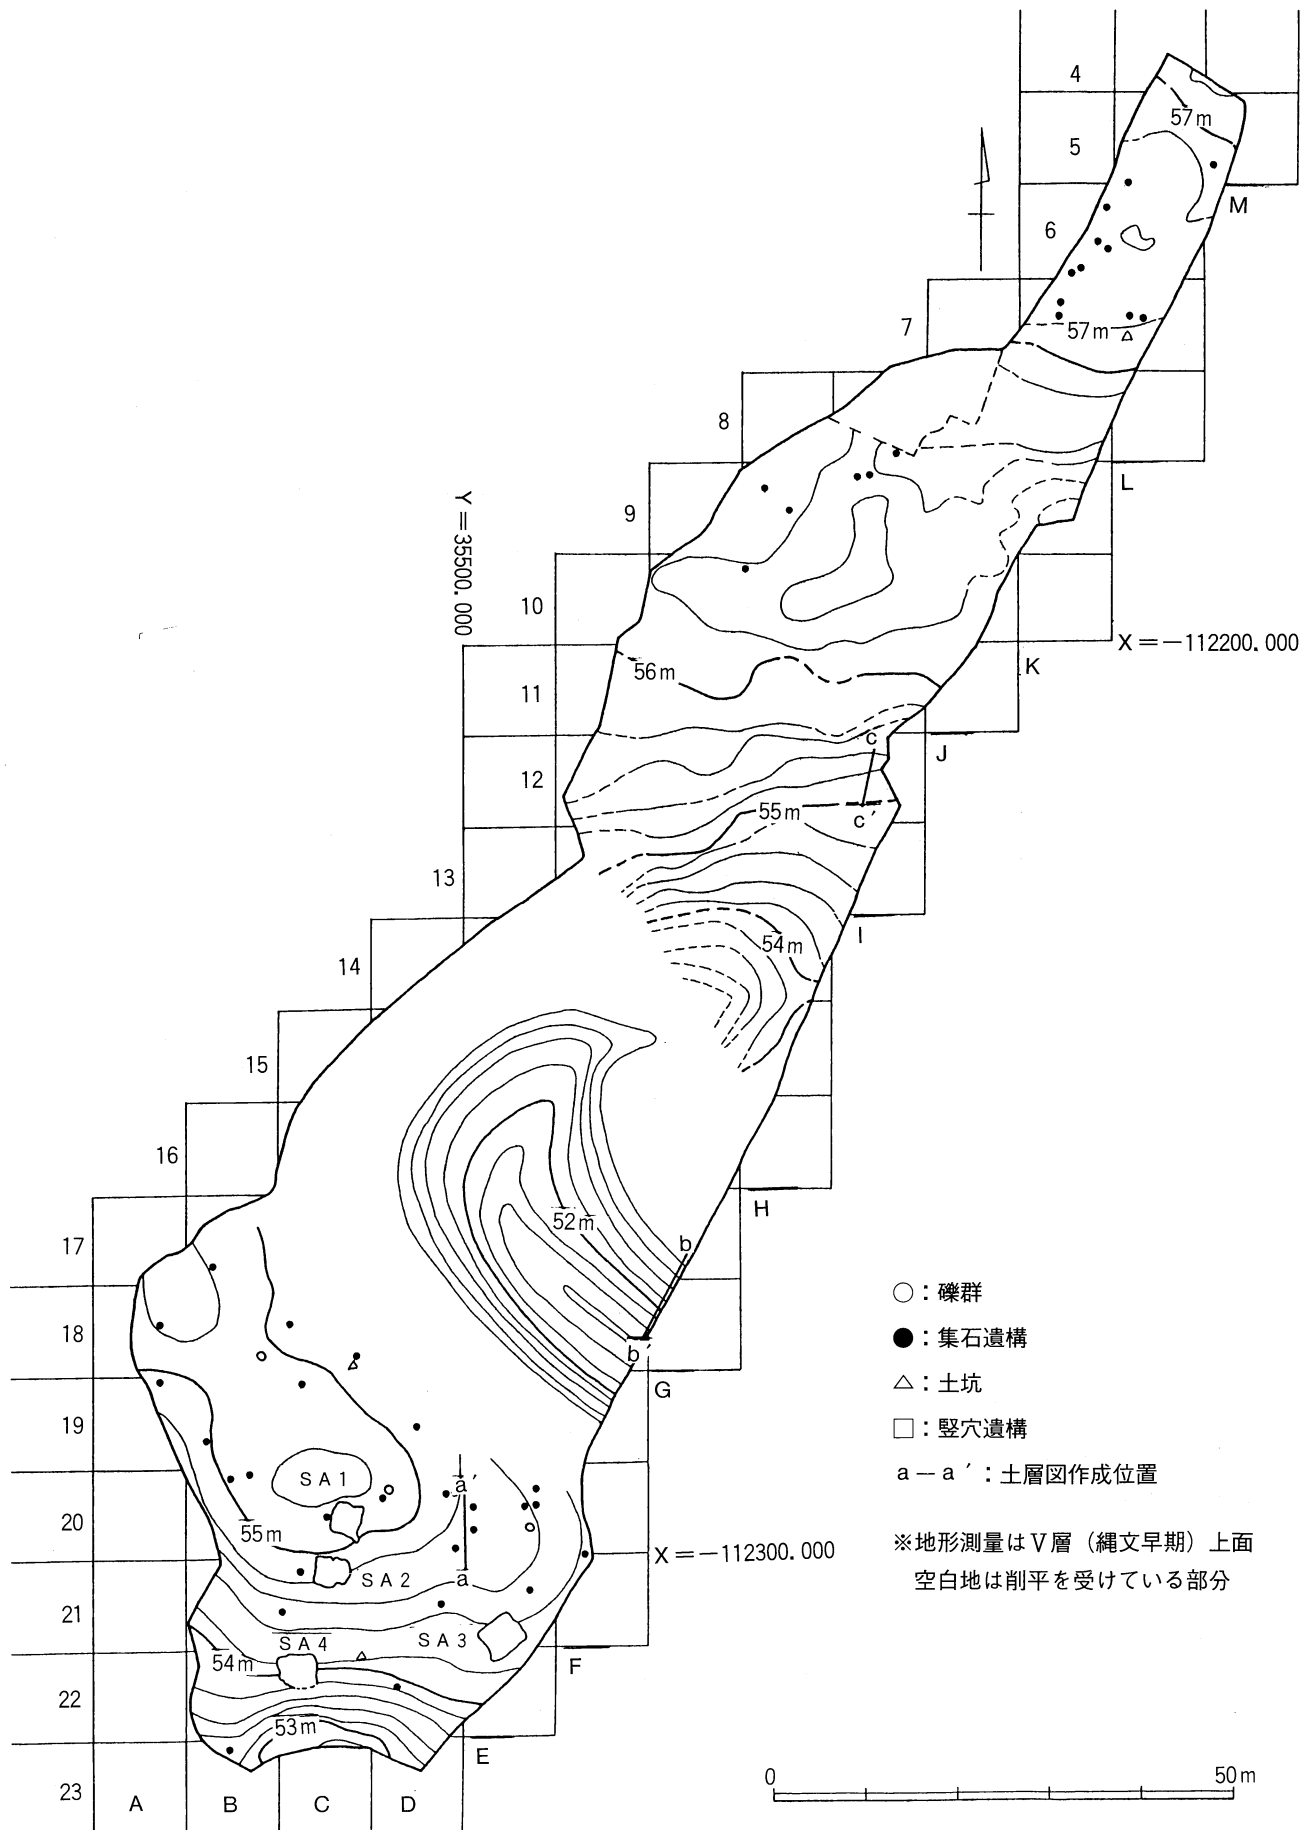 4
57m
5
M
6
7
57m
8
L
9
Y=35500.000
10
X=-112200.000
K
56m
11
J
c
12
55m
c′
13
I
54m
14
15
16
H
52m
17
b
b′
18
G
19
SA1
a′
20
55m
X=-112300.000
SA2
a
21
SA4
SA3
54m
F
22
53m
E
23
A
B
C
D
○:礫群
●:集石遺構
△:土坑
□:竪穴遺構
a-a′:土層図作成位置
※地形測量はⅤ層(縄文早期)上面
空白地は削平を受けている部分
0
50m